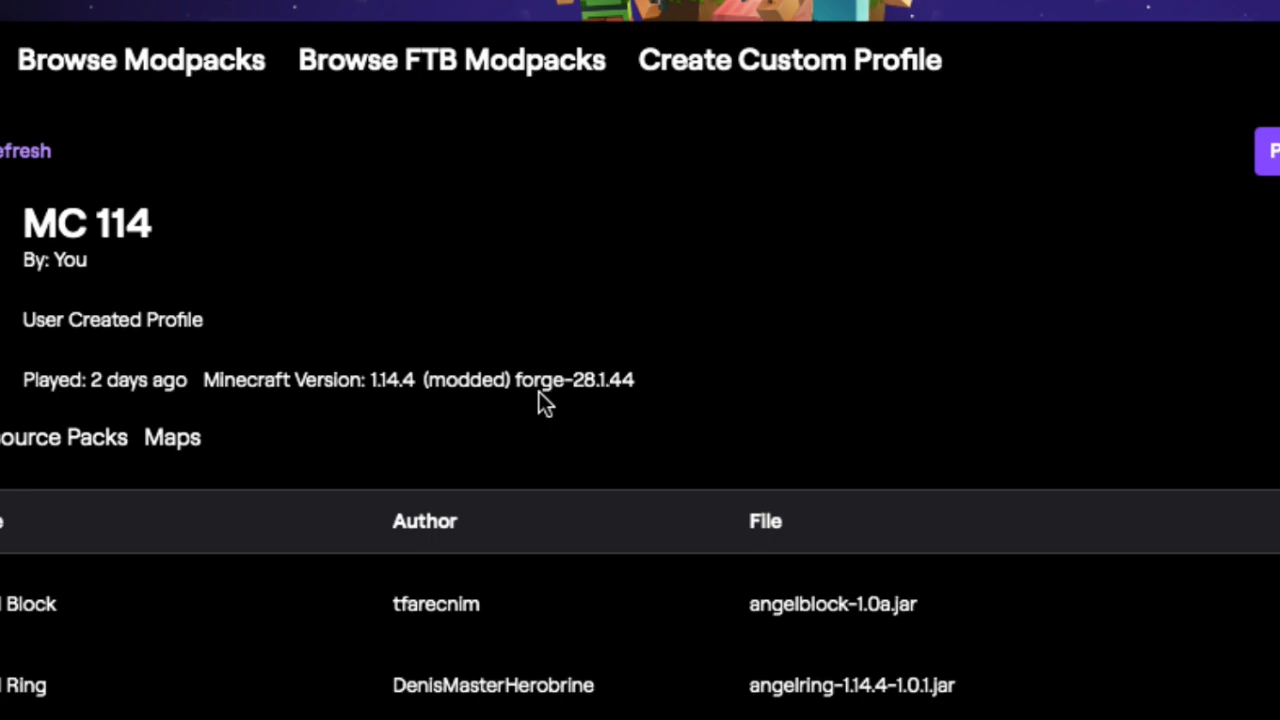 Browse Modpacks Browse FTB Modpacks Create Custom Profile
efresh
P
MC 114
By: You
User Created Profile
Played: 2 days ago Minecraft Version: 1.14.4 (modded) forge-28.1.44
ource Packs Maps
e Author File
l Block tfarecnim angelblock-1.0a.jar
l Ring DenisMasterHerobrine angelring-1.14.4-1.0.1.jar